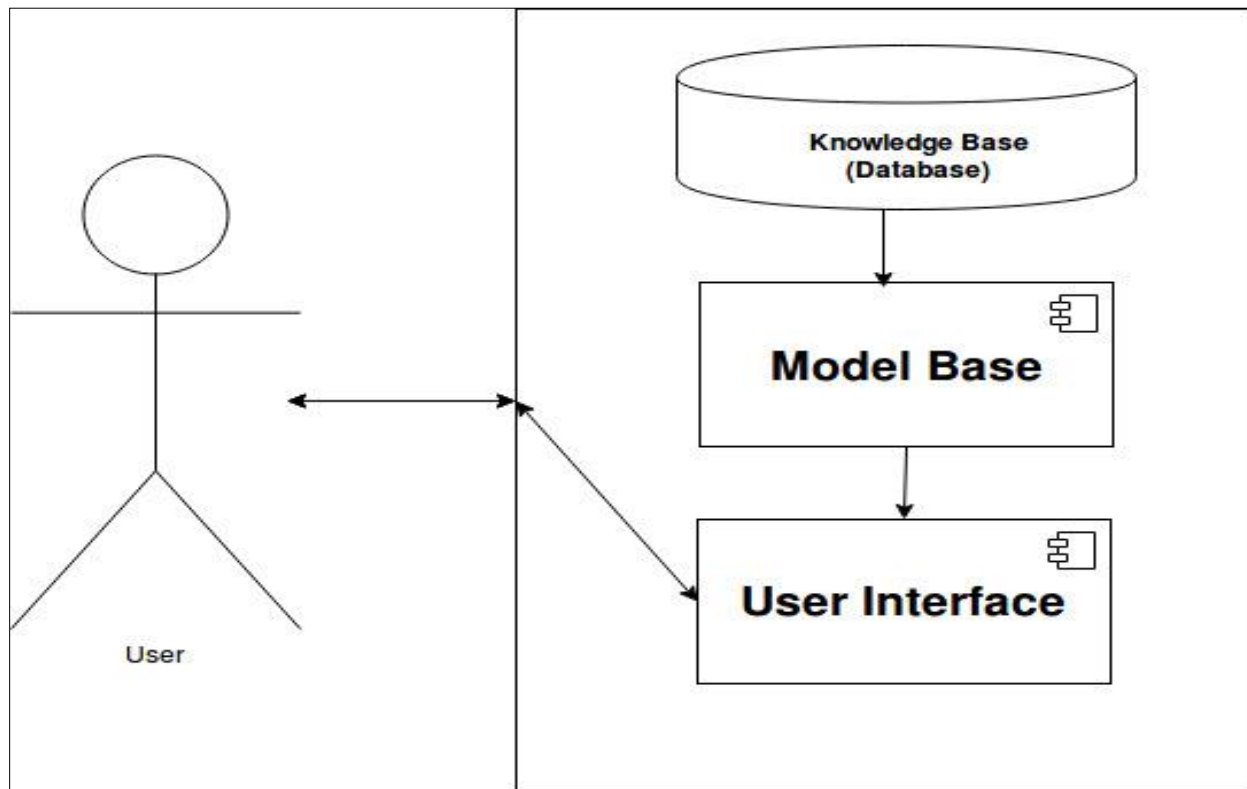 Knowledge Base
(Database)
Model Base
User Interface
User